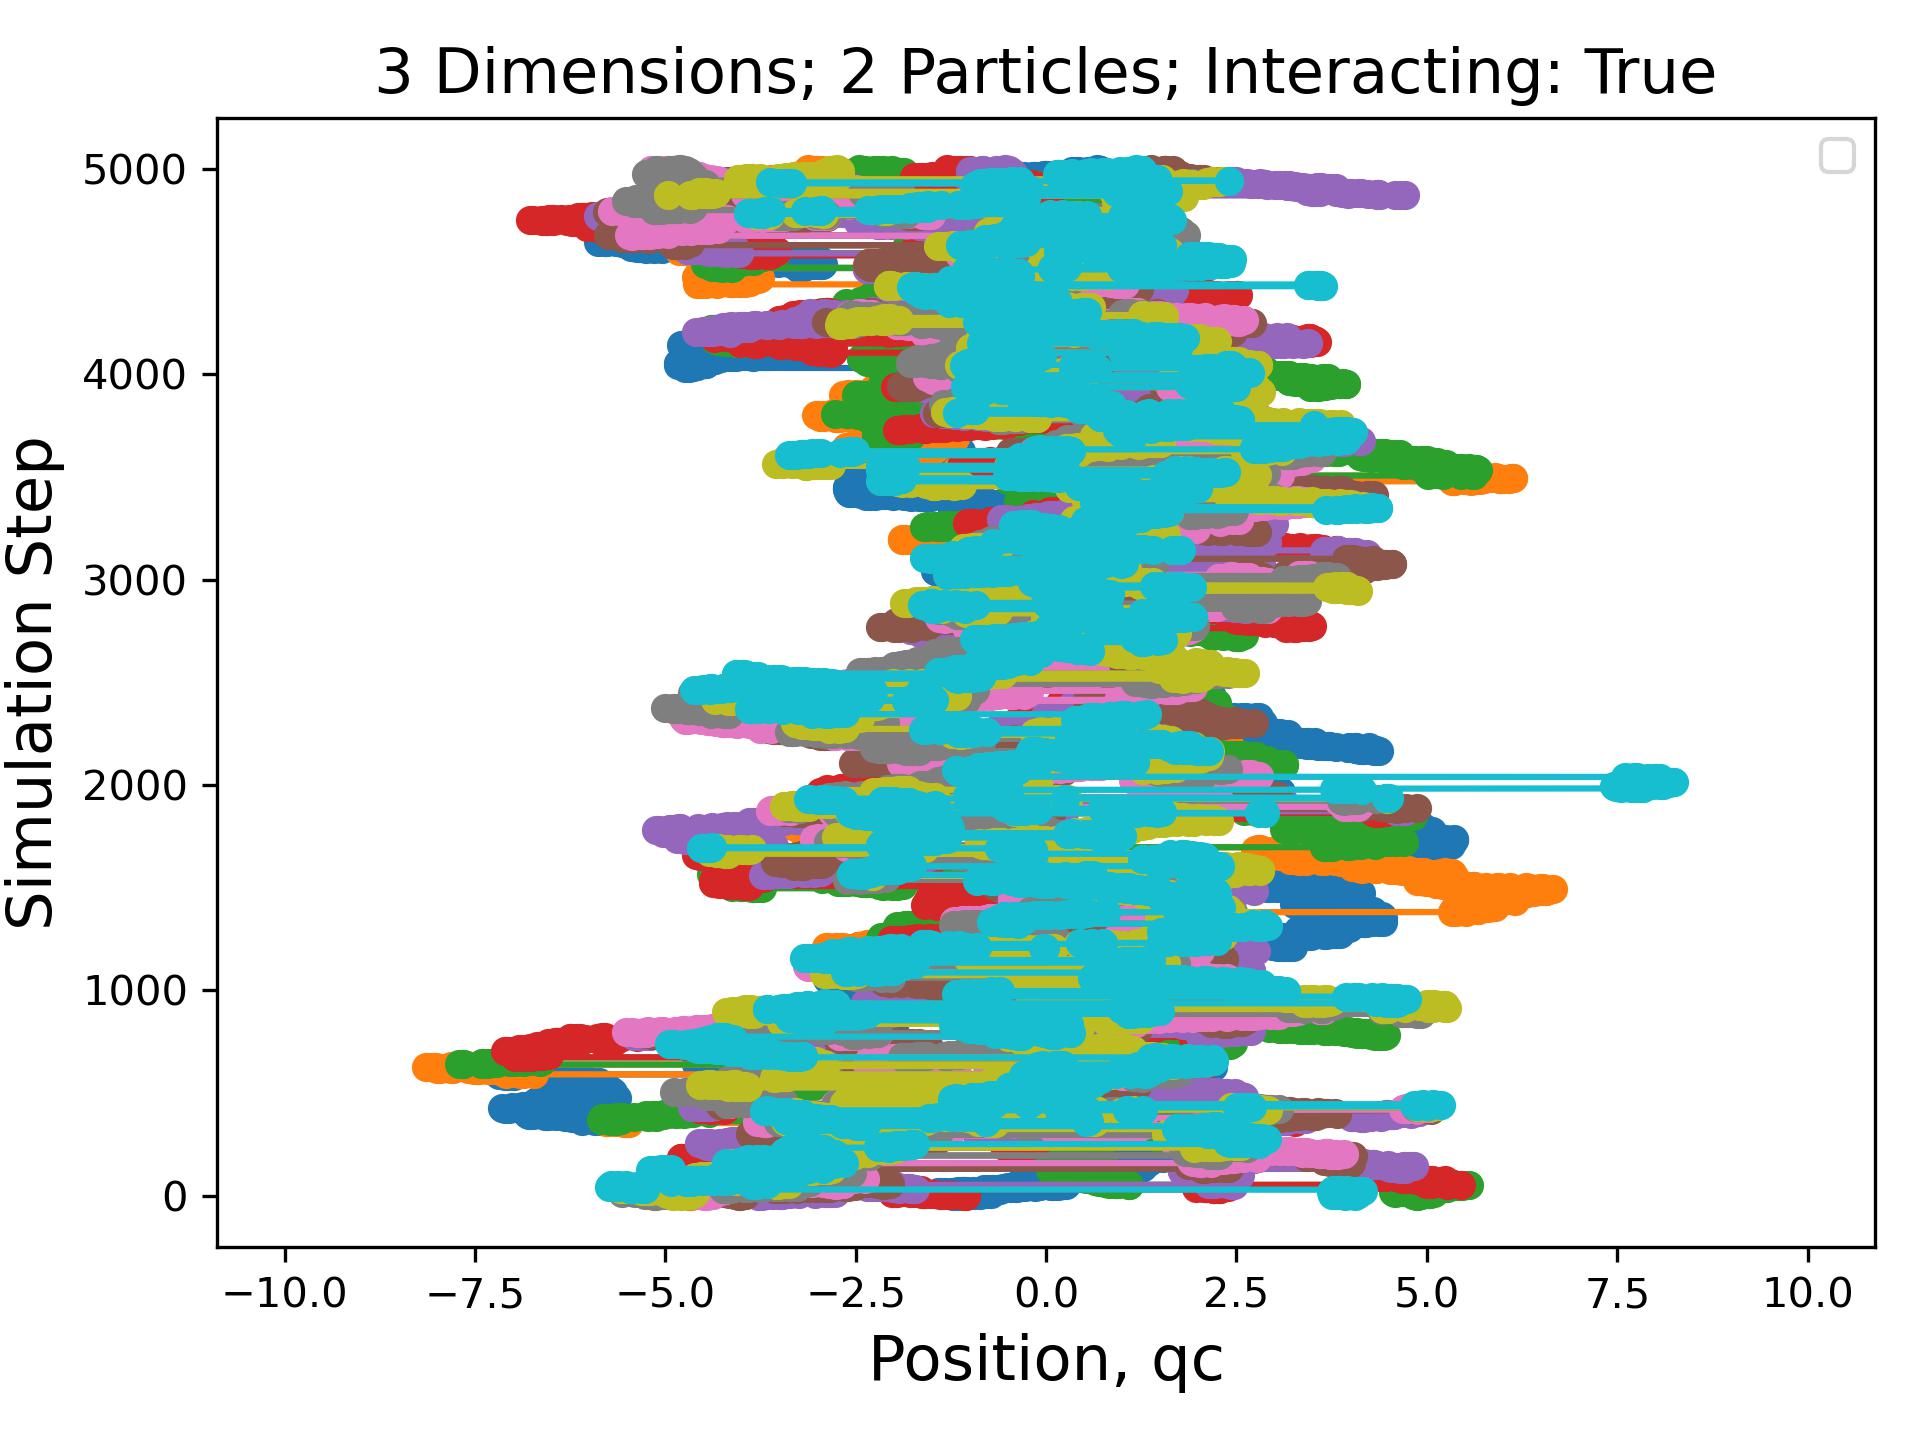 3 Dimensions; 2 Particles; Interacting: True
5000
4000
3000
2000
1000
0
Simulation Step
−10.0 −7.5 −5.0 −2.5 0.0 2.5 5.0 7.5 10.0
Position, qc